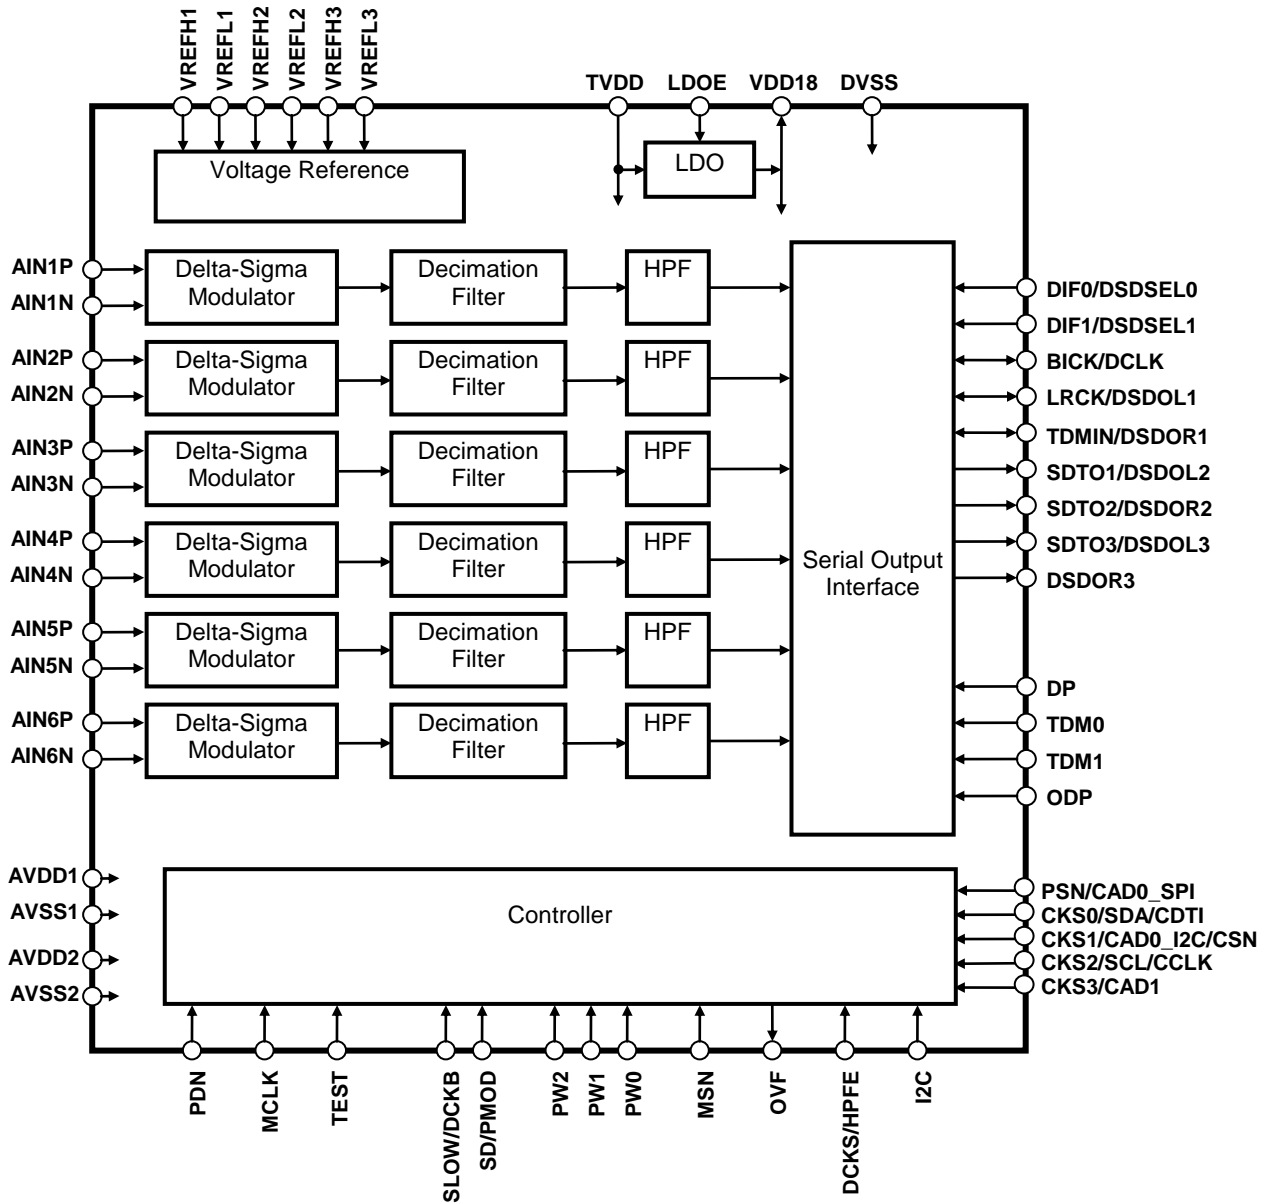 VREFH1
VREFL1
VREFH2
VREFL2
VREFH3
VREFL3
TVDD
LDOE
VDD18
DVSS
Voltage Reference
LDO
AIN1P
AIN1N
Delta-Sigma
Modulator
Decimation
Filter
HPF
AIN2P
AIN2N
Delta-Sigma
Modulator
Decimation
Filter
HPF
AIN3P
AIN3N
Delta-Sigma
Modulator
Decimation
Filter
HPF
AIN4P
AIN4N
Delta-Sigma
Modulator
Decimation
Filter
HPF
AIN5P
AIN5N
Delta-Sigma
Modulator
Decimation
Filter
HPF
AIN6P
AIN6N
Delta-Sigma
Modulator
Decimation
Filter
HPF
Serial Output
Interface
DIF0/DSDSEL0
DIF1/DSDSEL1
BICK/DCLK
LRCK/DSDOL1
TDMIN/DSDOR1
SDTO1/DSDOL2
SDTO2/DSDOR2
SDTO3/DSDOL3
DSDOR3
DP
TDM0
TDM1
ODP
AVDD1
AVSS1
AVDD2
AVSS2
Controller
PSN/CAD0_SPI
CKS0/SDA/CDTI
CKS1/CAD0_I2C/CSN
CKS2/SCL/CCLK
CKS3/CAD1
PDN
MCLK
TEST
SLOW/DCKB
SD/PMOD
PW2
PW1
PW0
MSN
OVF
DCKS/HPFE
I2C